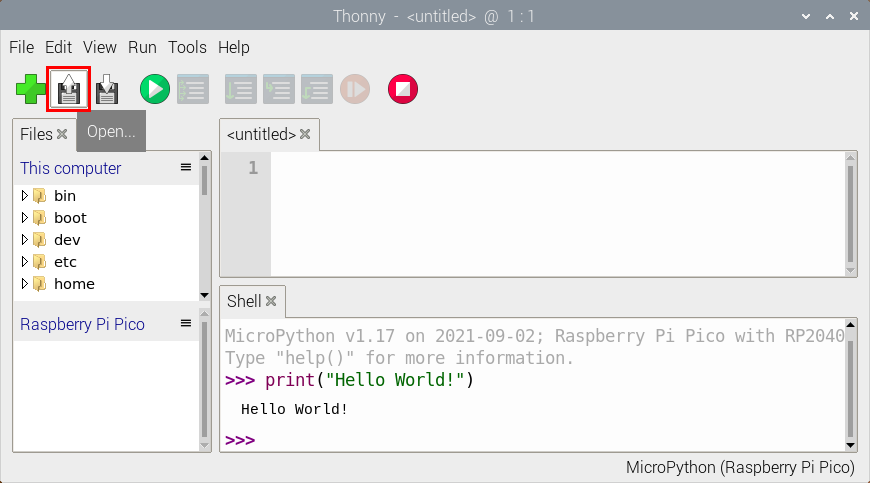 Thonny - <untitled> @ 1 : 1
File Edit View Run Tools Help
Files
Open...
<untitled>
This computer
1
bin
boot
dev
etc
home
Raspberry Pi Pico
Shell
MicroPython v1.17 on 2021-09-02; Raspberry Pi Pico with RP2040
Type "help()" for more information.
>>> print("Hello World!")
Hello World!
>>>
MicroPython (Raspberry Pi Pico)